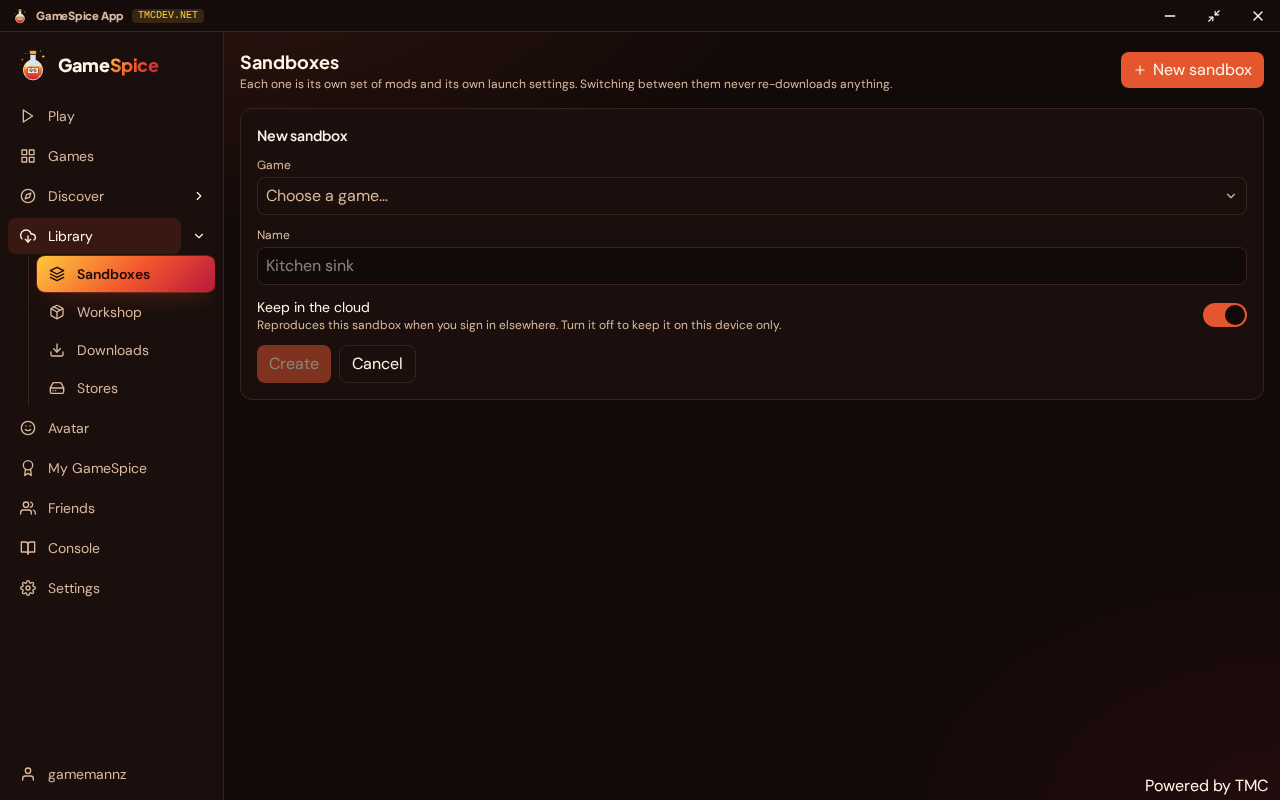 GameSpice App TMCDEV.NET
GameSpice
Play
Games
Discover
Library
Sandboxes
Workshop
Downloads
Stores
Avatar
My GameSpice
Friends
Console
Settings
gamemannz
Sandboxes
Each one is its own set of mods and its own launch settings. Switching between them never re-downloads anything.
New sandbox
New sandbox
Game
Choose a game...
Name
Kitchen sink
Keep in the cloud
Reproduces this sandbox when you sign in elsewhere. Turn it off to keep it on this device only.
Create Cancel
Powered by TMC